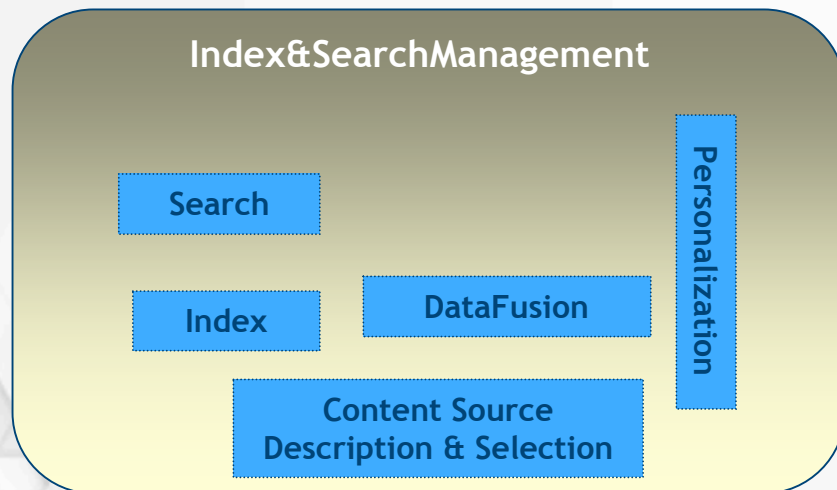 Index&SearchManagement
Personalization
Search
DataFusion
Index
Content Source
Description & Selection